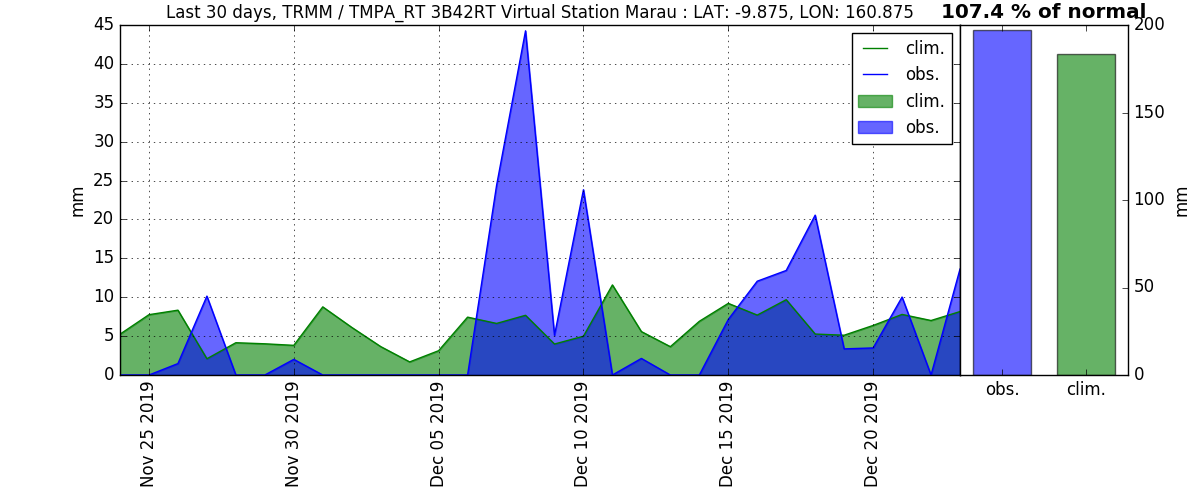 Last 30 days, TRMM / TMPA_RT 3B42RT Virtual Station Marau : LAT: -9.875, LON: 160.875
107.4 % of normal
45
40
35
30
25
20
15
10
5
0
mm
clim.
obs.
clim.
obs.
200
150
100
50
0
mm
obs.
clim.
Nov 25 2019
Nov 30 2019
Dec 05 2019
Dec 10 2019
Dec 15 2019
Dec 20 2019